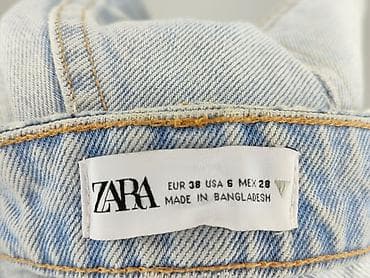 ZARA
EUR 38 USA 6 MEX 28
MADE IN BANGLADESH